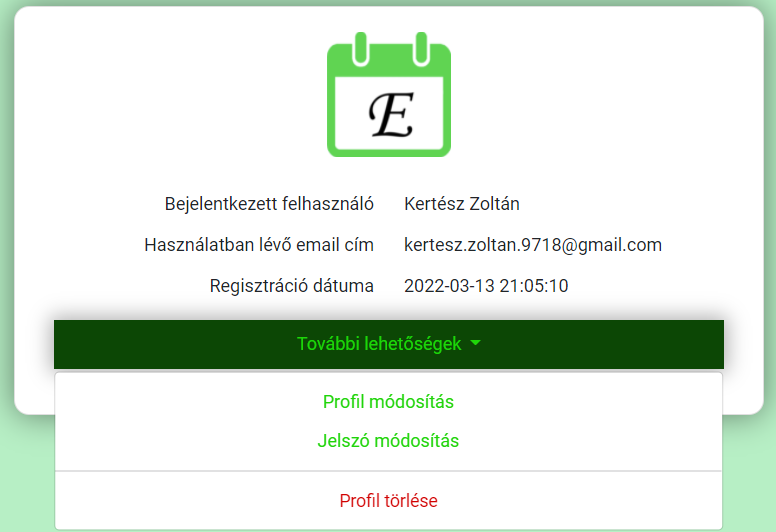 E
Bejelentkezett felhasználó Kertész Zoltán
Használatban lévő email cím kertesz.zoltan.9718@gmail.com
Regisztráció dátuma 2022-03-13 21:05:10
További lehetőségek
Profil módosítás
Jelszó módosítás
Profil törlése